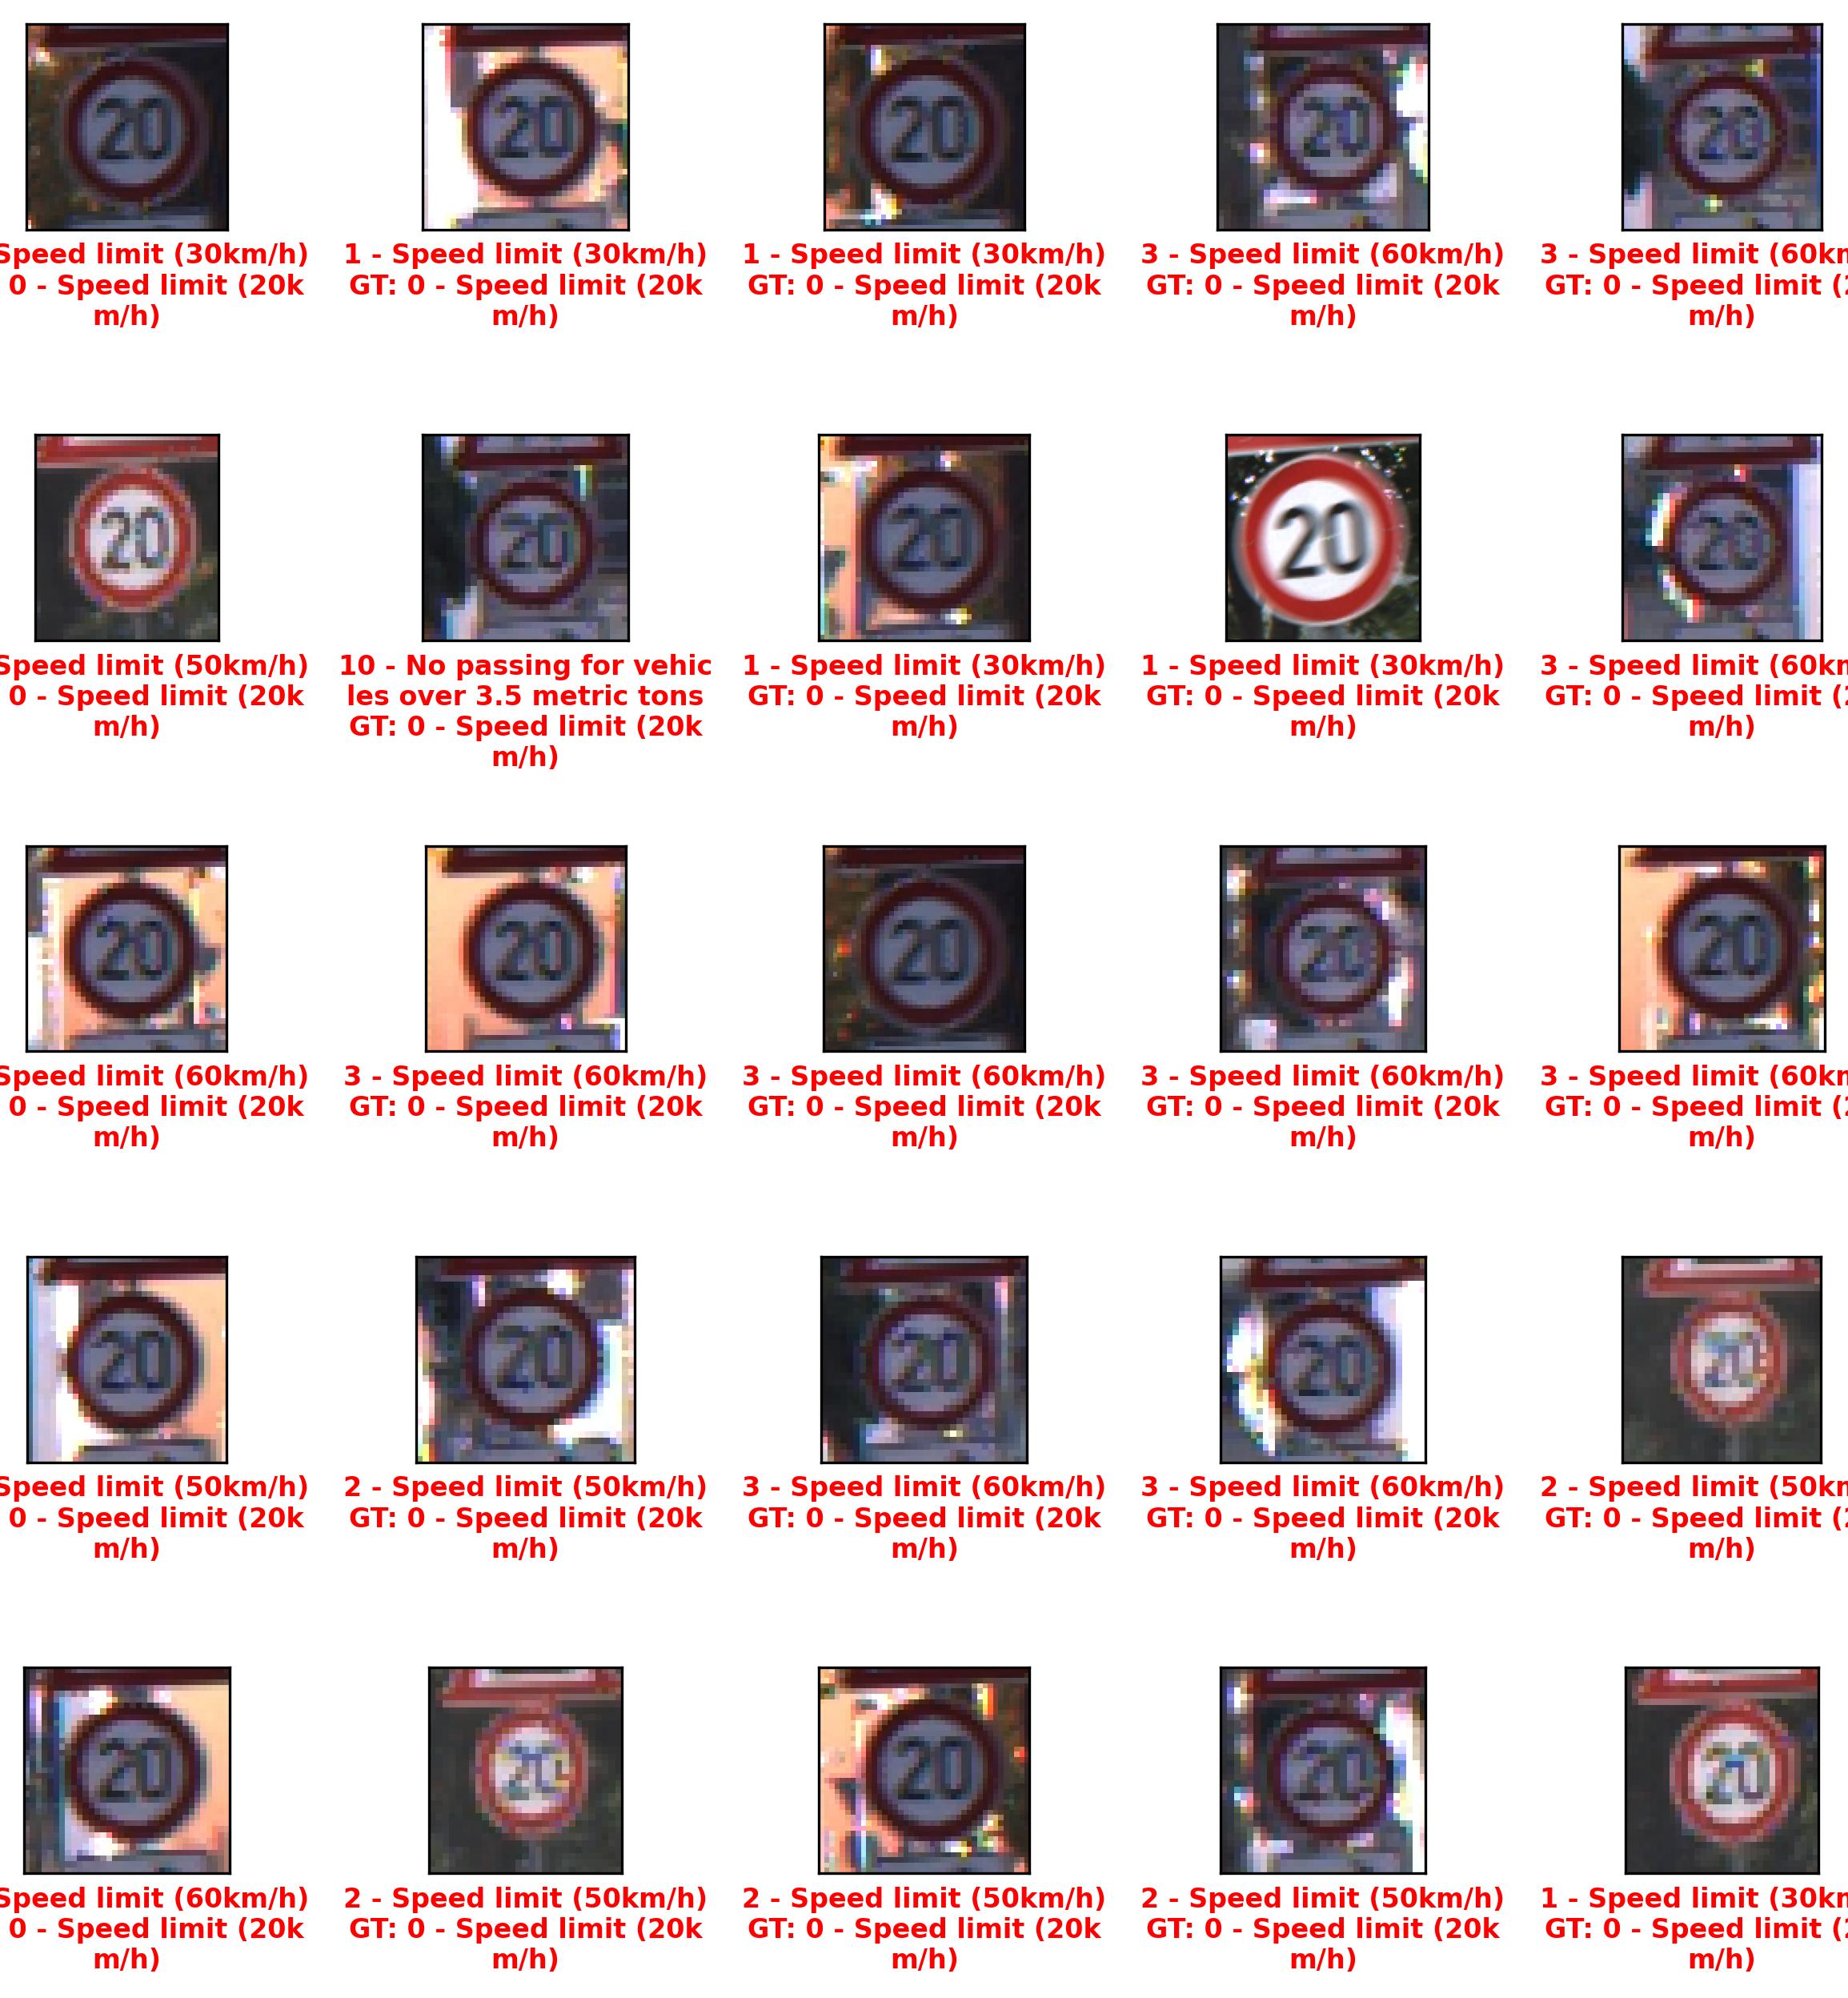 20
Speed limit (30km/h)
0 - Speed limit (20k
m/h)
20
1 - Speed limit (30km/h)
GT: 0 - Speed limit (20k
m/h)
20
1 - Speed limit (30km/h)
GT: 0 - Speed limit (20k
m/h)
20
3 - Speed limit (60km/h)
GT: 0 - Speed limit (20k
m/h)
20
3 - Speed limit (60km
GT: 0 - Speed limit (2
m/h)
20
Speed limit (50km/h)
0 - Speed limit (20k
m/h)
20
10 - No passing for vehic
les over 3.5 metric tons
GT: 0 - Speed limit (20k
m/h)
20
1 - Speed limit (30km/h)
GT: 0 - Speed limit (20k
m/h)
20
1 - Speed limit (30km/h)
GT: 0 - Speed limit (20k
m/h)
20
3 - Speed limit (60km
GT: 0 - Speed limit (2
m/h)
20
Speed limit (60km/h)
0 - Speed limit (20k
m/h)
20
3 - Speed limit (60km/h)
GT: 0 - Speed limit (20k
m/h)
20
3 - Speed limit (60km/h)
GT: 0 - Speed limit (20k
m/h)
20
3 - Speed limit (60km/h)
GT: 0 - Speed limit (20k
m/h)
20
3 - Speed limit (60km
GT: 0 - Speed limit (2
m/h)
20
Speed limit (50km/h)
0 - Speed limit (20k
m/h)
20
2 - Speed limit (50km/h)
GT: 0 - Speed limit (20k
m/h)
20
3 - Speed limit (60km/h)
GT: 0 - Speed limit (20k
m/h)
20
3 - Speed limit (60km/h)
GT: 0 - Speed limit (20k
m/h)
20
2 - Speed limit (50km
GT: 0 - Speed limit (2
m/h)
20
Speed limit (60km/h)
0 - Speed limit (20k
m/h)
20
2 - Speed limit (50km/h)
GT: 0 - Speed limit (20k
m/h)
20
2 - Speed limit (50km/h)
GT: 0 - Speed limit (20k
m/h)
20
2 - Speed limit (50km/h)
GT: 0 - Speed limit (20k
m/h)
20
1 - Speed limit (30km
GT: 0 - Speed limit (2
m/h)